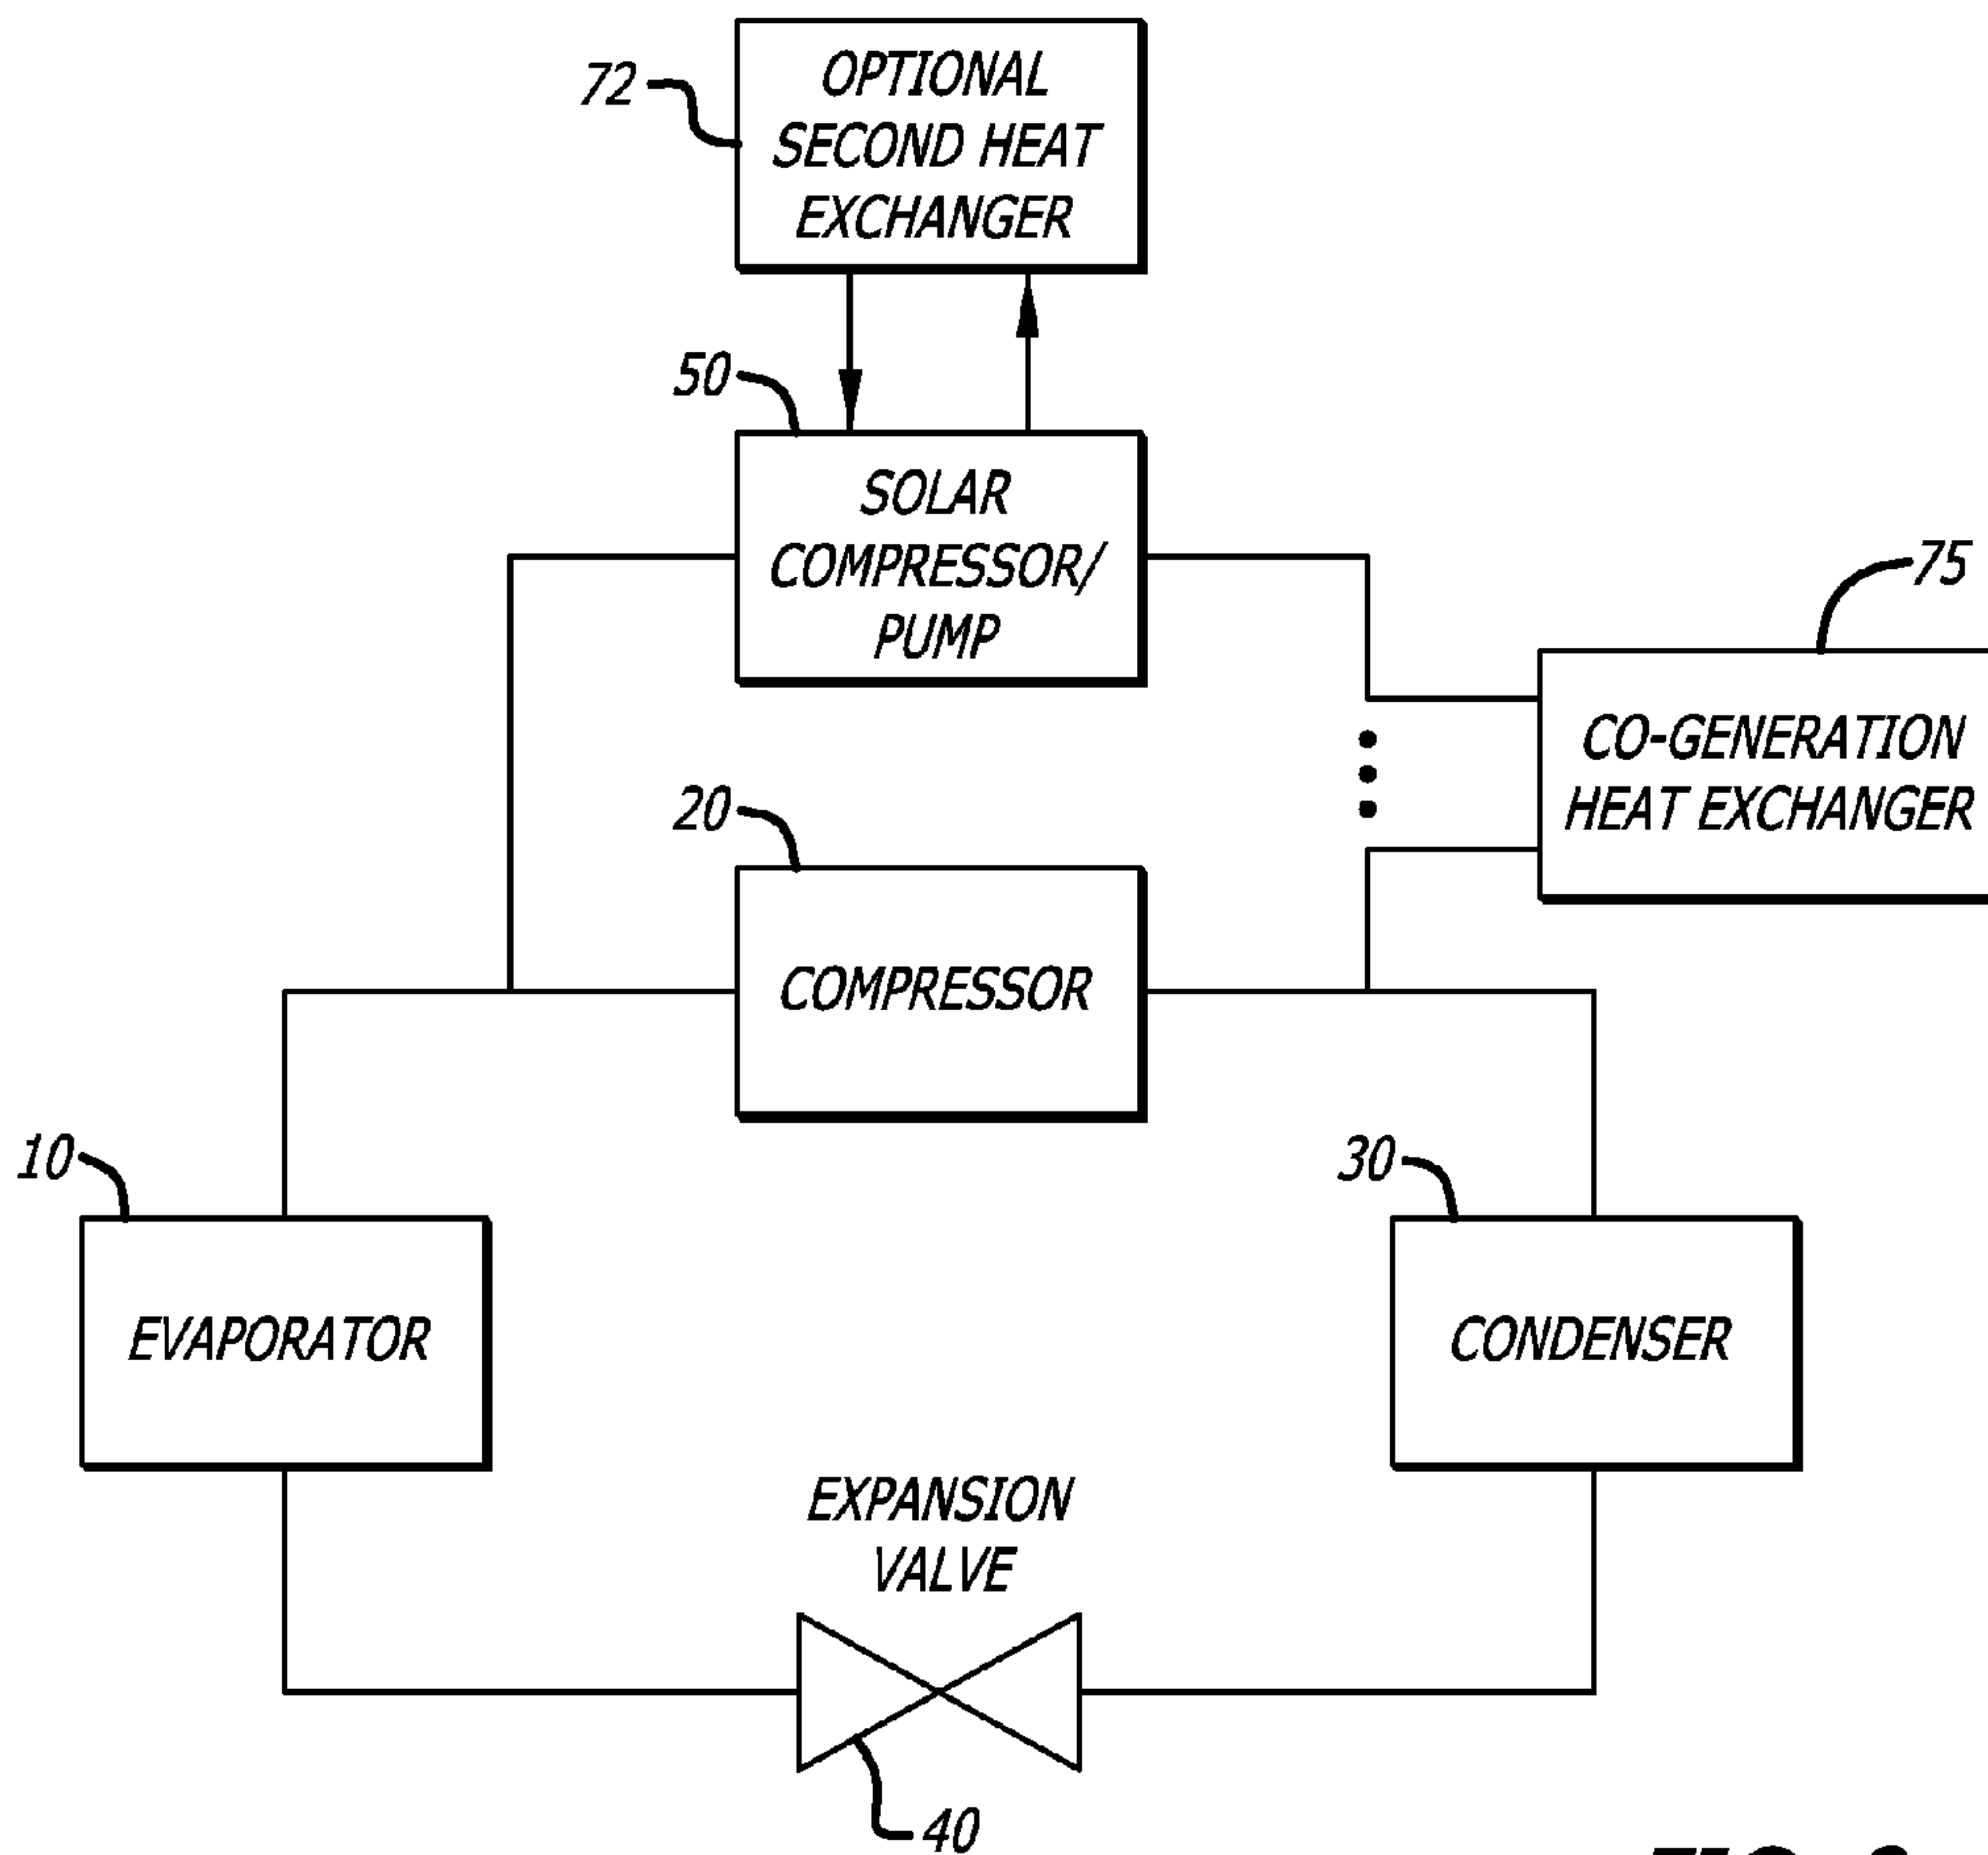 72
OPTIONAL
SECOND HEAT
EXCHANGER
50
SOLAR
COMPRESSOR/
PUMP
75
CO-GENERATION
HEAT EXCHANGER
20
COMPRESSOR
10
30
EVAPORATOR
CONDENSER
EXPANSION
VALVE
40